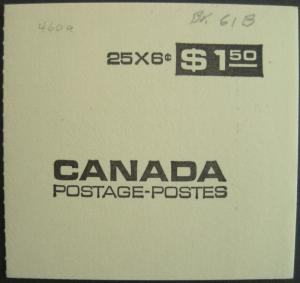 460a
BK 61B
25X6¢ $1.50
CANADA
POSTAGE-POSTES